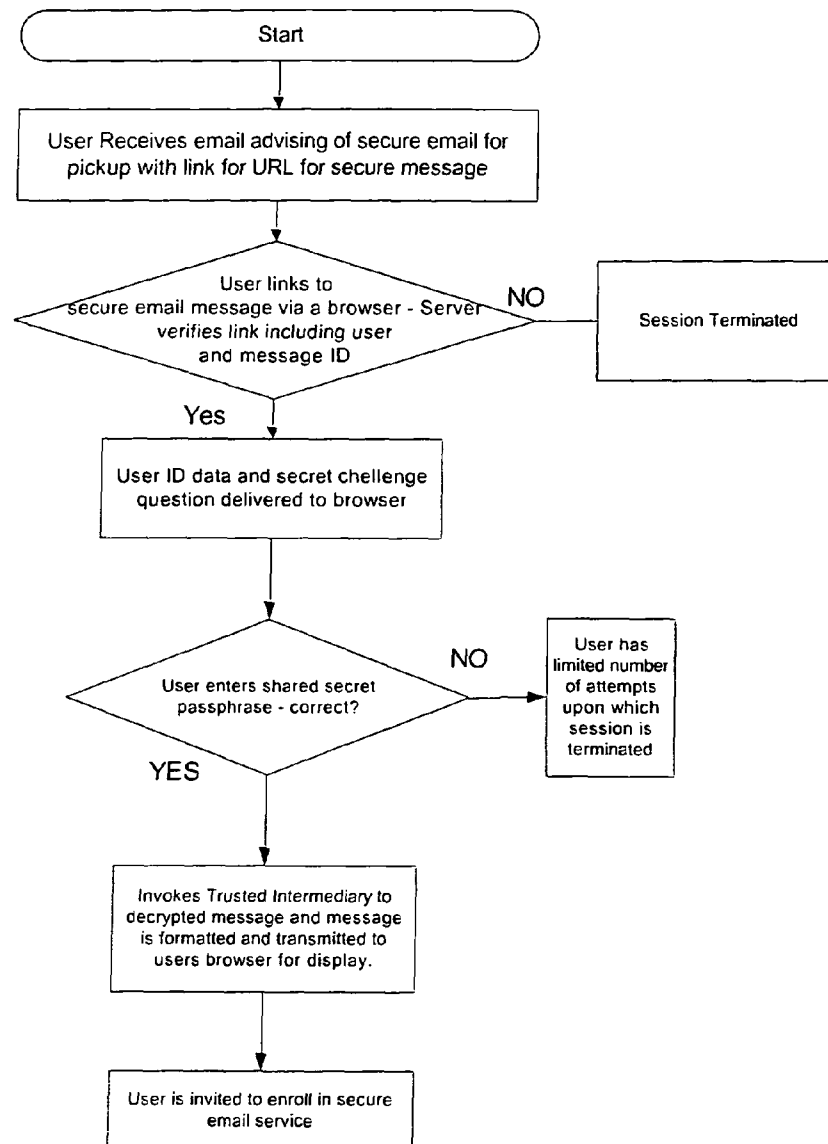 Start
User Receives email advising of secure email for
pickup with link for URL for secure message
User links to
secure email message via a browser - Server
verifies link including user
and message ID
NO
Session Terminated
Yes
User ID data and secret chellenge
question delivered to browser
User enters shared secret
passphrase - correct?
NO
User has
limited number
of attempts
upon which
session is
terminated
YES
Invokes Trusted Intermediary to
decrypted message and message
is formatted and transmitted to
users browser for display.
User is invited to enroll in secure
email service